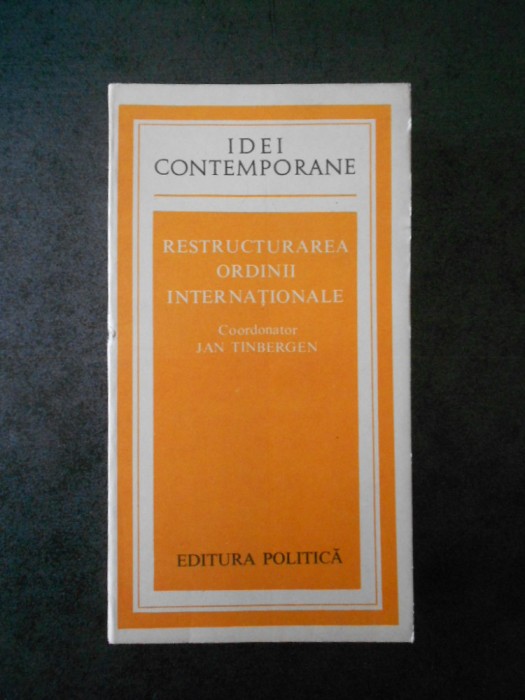 IDEI
CONTEMPORANE
RESTRUCTURAREA
ORDINII
INTERNAȚIONALE
Coordonator
JAN TINBERGEN
EDITURA POLITICĂ